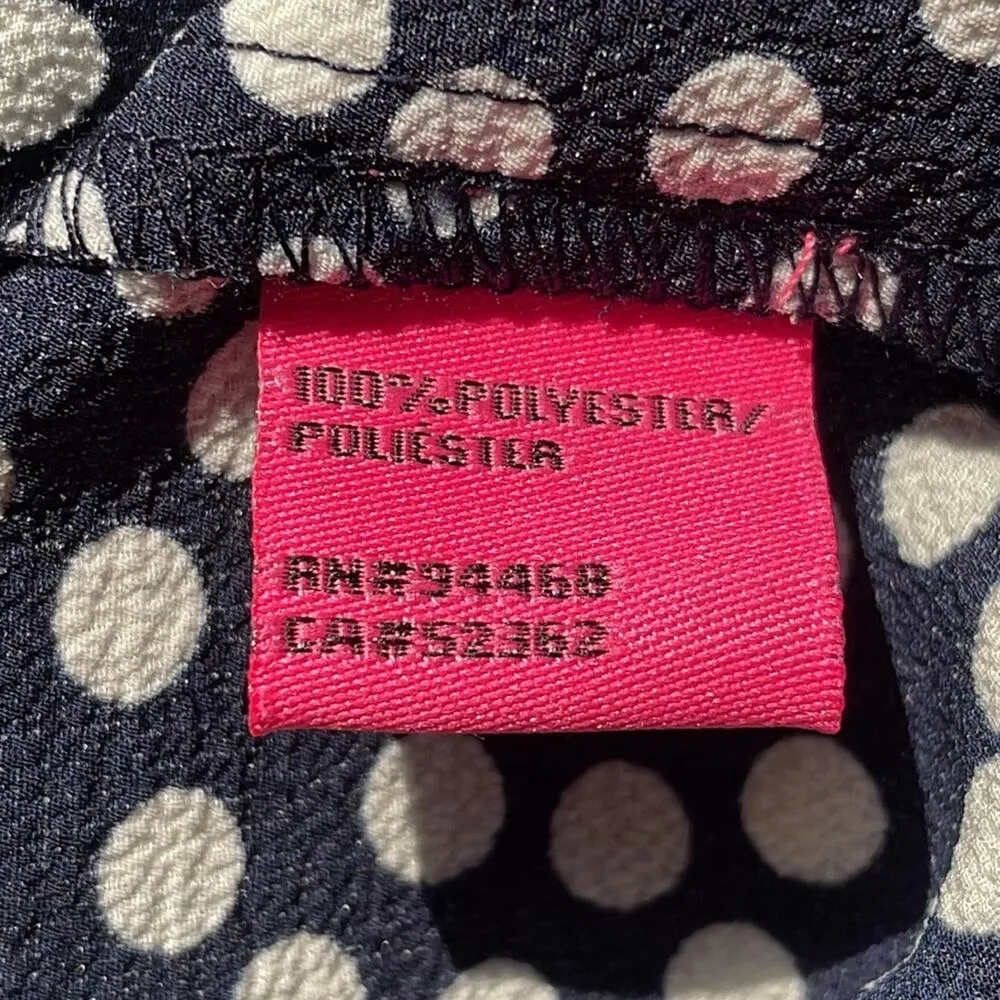 100%POLYESTER/
POLIÉSTER
RN#94468
CA#52362